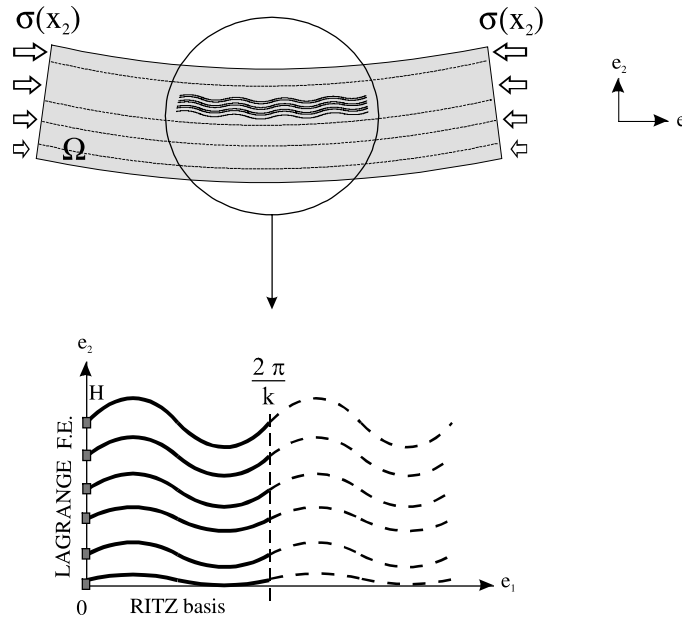 σ(x₂) σ(x₂)
e₂
e
Ω
e₂
2 π
k
H
LAGRANGE F.E.
e₁
0 RITZ basis